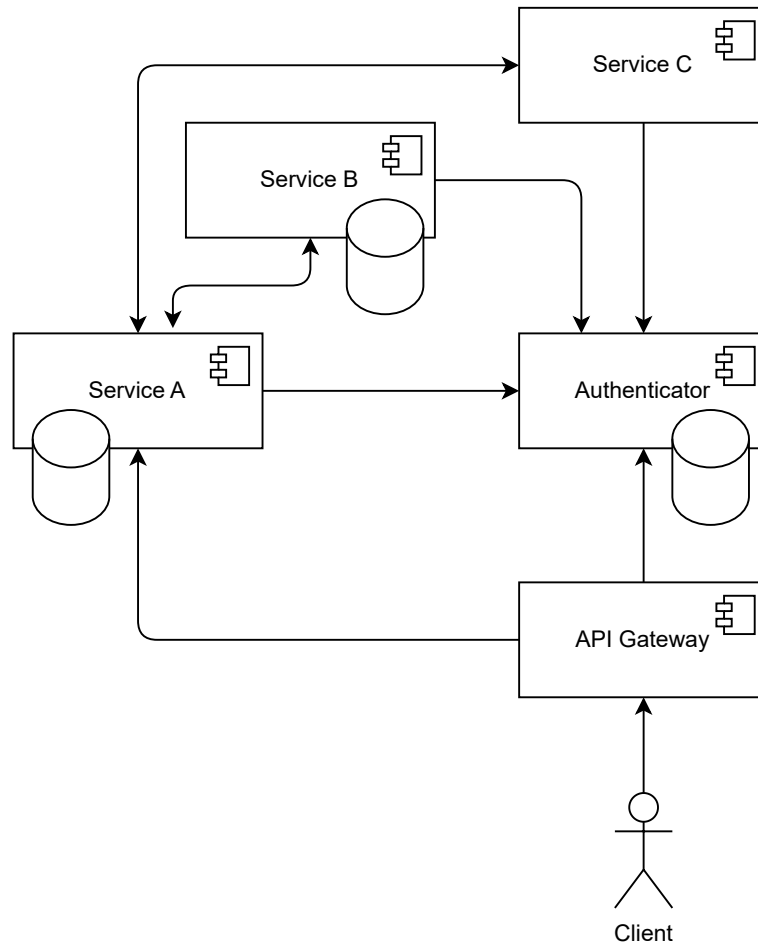 Service C
Service B
Service A
Authenticator
API Gateway
Client